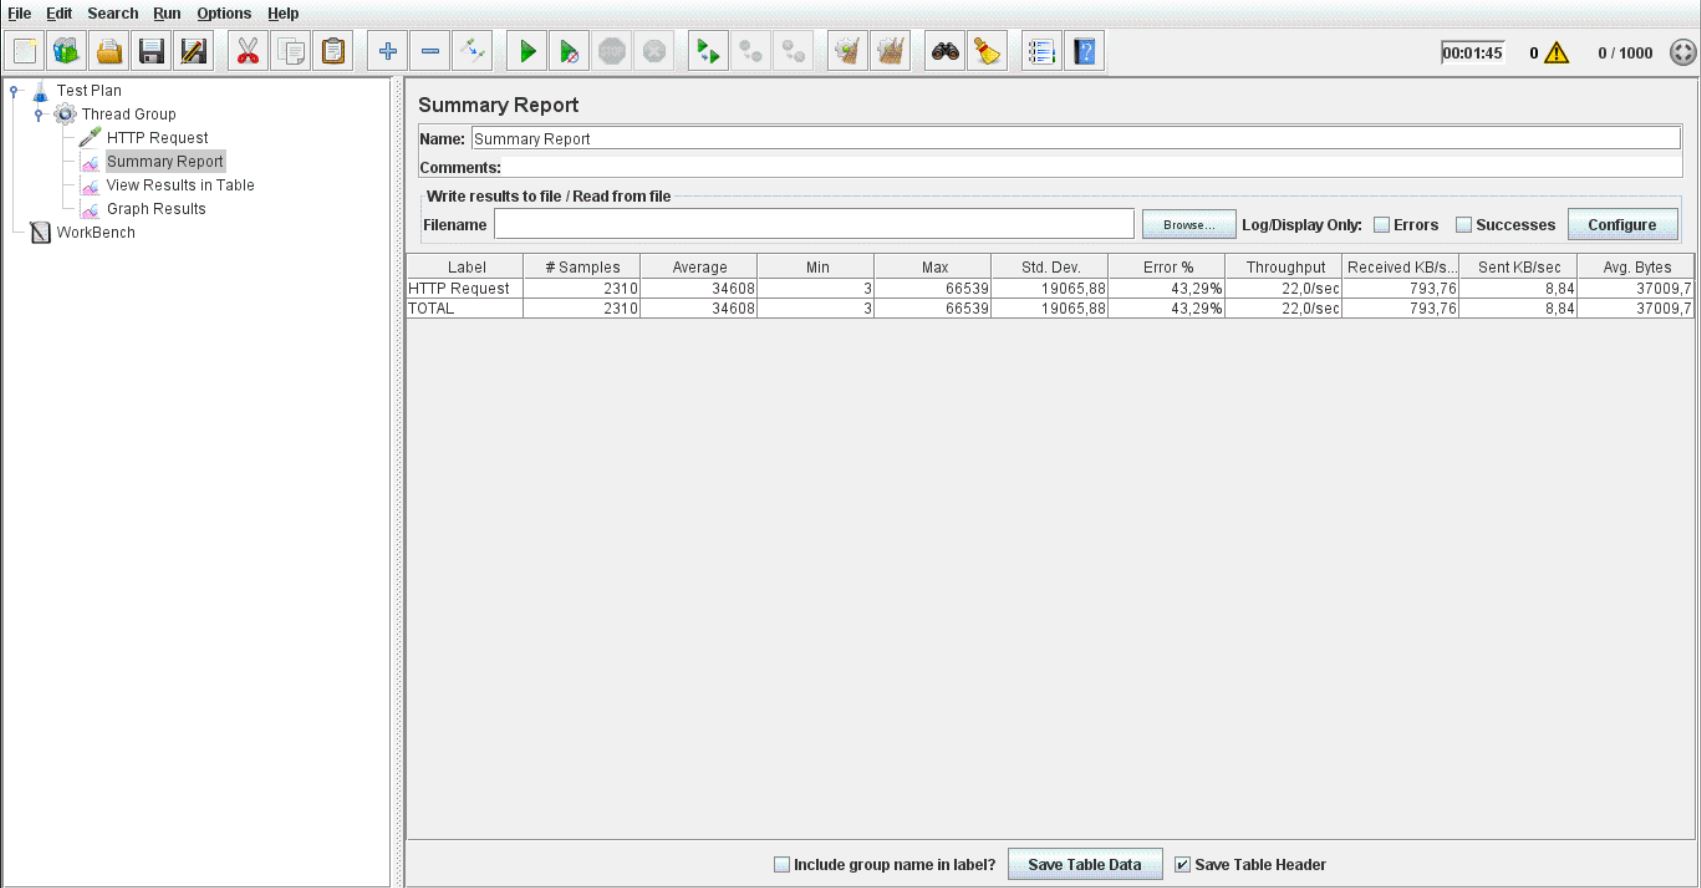 File Edit Search Run Options Help
00:01:45 0 0 / 1000
Test Plan
Thread Group
HTTP Request
Summary Report
View Results in Table
Graph Results
WorkBench
Summary Report
Name: Summary Report
Comments:
Write results to file / Read from file
Filename Browse... Log/Display Only: Errors Successes Configure
Label # Samples Average Min Max Std. Dev. Error % Throughput Received KB/s... Sent KB/sec Avg. Bytes
HTTP Request 2310 34608 3 66539 19065,88 43,29% 22,0/sec 793,76 8,84 37009,7
TOTAL 2310 34608 3 66539 19065,88 43,29% 22,0/sec 793,76 8,84 37009,7
Include group name in label? Save Table Data Save Table Header